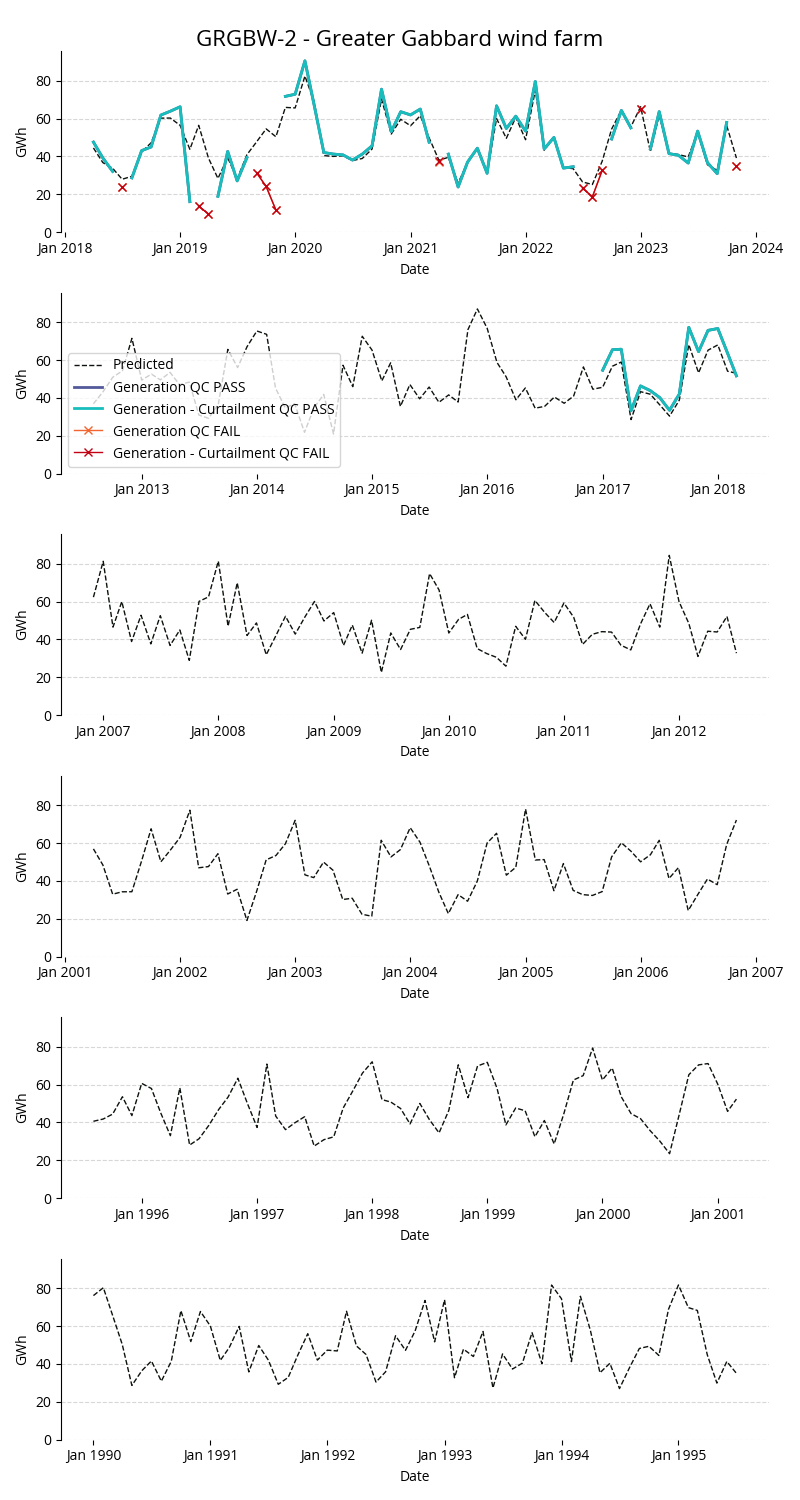 GRGBW-2 - Greater Gabbard wind farm
80
60
40
20
0
GWh
Jan 2018
Jan 2019
Jan 2020
Jan 2021
Jan 2022
Jan 2023
Jan 2024
Date
80
60
40
20
0
GWh
Predicted
Generation QC PASS
Generation - Curtailment QC PASS
Generation QC FAIL
Generation - Curtailment QC FAIL
Jan 2013
Jan 2014
Jan 2015
Jan 2016
Jan 2017
Jan 2018
Date
80
60
40
20
0
GWh
Jan 2007
Jan 2008
Jan 2009
Jan 2010
Jan 2011
Jan 2012
Date
80
60
40
20
0
GWh
Jan 2001
Jan 2002
Jan 2003
Jan 2004
Jan 2005
Jan 2006
Jan 2007
Date
80
60
40
20
0
GWh
Jan 1996
Jan 1997
Jan 1998
Jan 1999
Jan 2000
Jan 2001
Date
80
60
40
20
0
GWh
Jan 1990
Jan 1991
Jan 1992
Jan 1993
Jan 1994
Jan 1995
Date